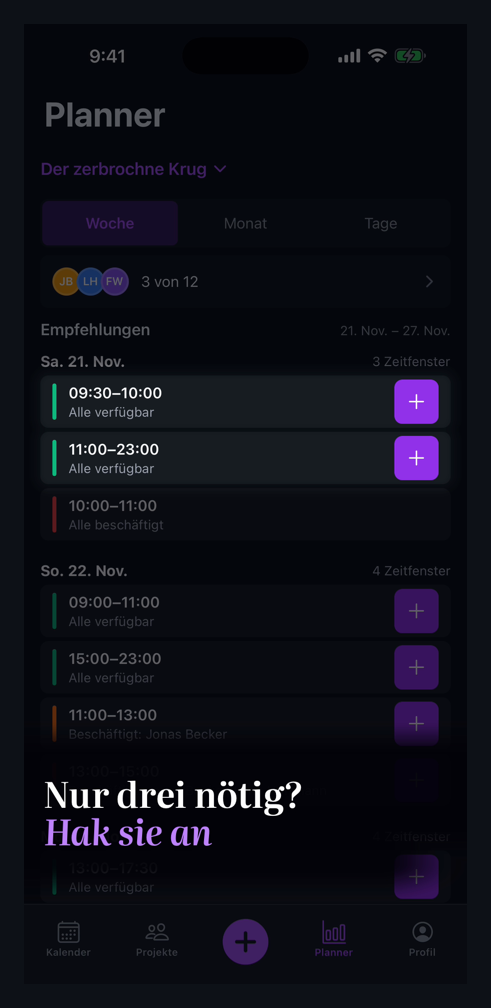 9:41
Planner
Der zerbrochne Krug
Woche Monat Tage
JB LH FW 3 von 12
Empfehlungen 21. Nov. – 27. Nov.
Sa. 21. Nov. 3 Zeitfenster
09:30–10:00
Alle verfügbar
11:00–23:00
Alle verfügbar
10:00–11:00
Alle beschäftigt
So. 22. Nov. 4 Zeitfenster
09:00–11:00
Alle verfügbar
15:00–23:00
Alle verfügbar
11:00–13:00
Beschäftigt: Jonas Becker
Nur drei nötig?
Hak sie an
Zeitfenster
13:00–17:30
Alle verfügbar
Kalender Projekte Planner Profil